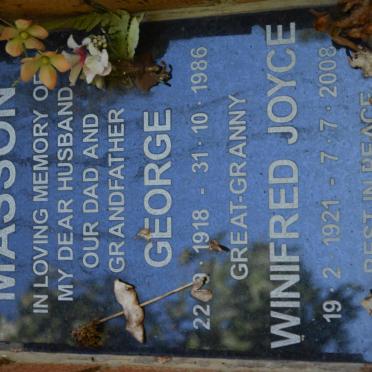 MASSON
IN LOVING MEMORY OF
MY DEAR HUSBAND
OUR DAD AND
GRANDFATHER
GEORGE
22 · 9 · 1918 - 31 · 10 · 1986
GREAT-GRANNY
WINIFRED JOYCE
19 · 2 · 1921 - 7 · 7 · 2008
REST IN PEACE